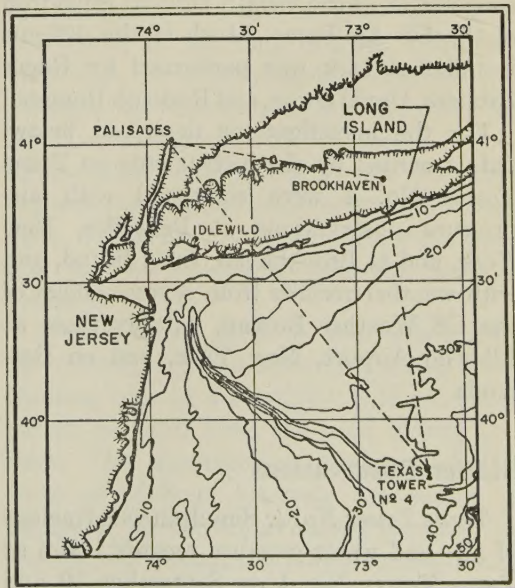 74° 30' 73° 30'
PALISADES
LONG
ISLAND
41° 41°
BROOKHAVEN
IDLEWILD
10
20
30' 30'
NEW
JERSEY
30
40° 40°
TEXAS
TOWER
Nº 4
10
20
30
40
50
74° 30' 73° 30'